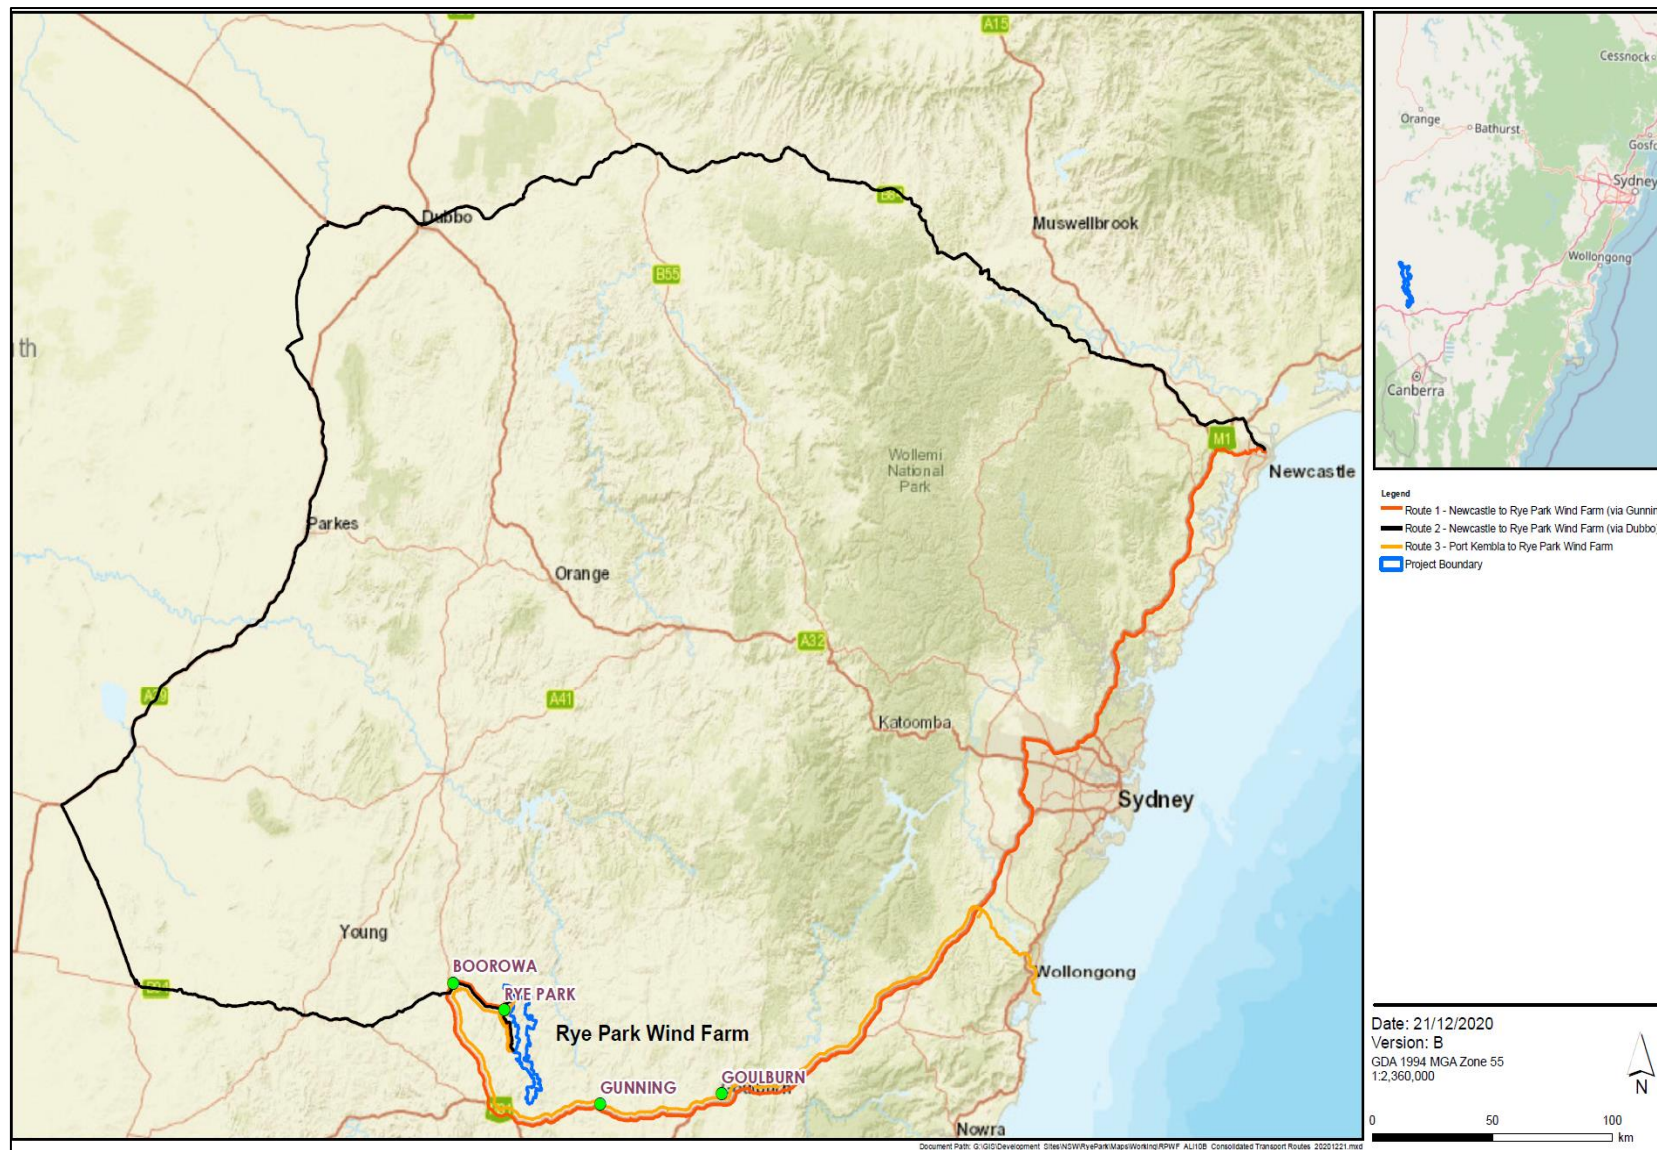 A15
Dubbo
B55
Muswellbrook
th
M1
Newcastle
Wollemi
National
Park
Parkes
Orange
A32
A41
Katoomba
Sydney
Young
BOOROWA
RYE PARK
Rye Park Wind Farm
Wollongong
GUNNING
GOULBURN
Nowra
Cessnock
Orange
Bathurst
Gosfo
Sydney
Wollongong
Canberra
Legend
Route 1 - Newcastle to Rye Park Wind Farm (via Gunnin
Route 2 - Newcastle to Rye Park Wind Farm (via Dubbo)
Route 3 - Port Kembla to Rye Park Wind Farm
Project Boundary
Date: 21/12/2020
Version: B
GDA 1994 MGA Zone 55
1:2,360,000
N
0 50 100
km